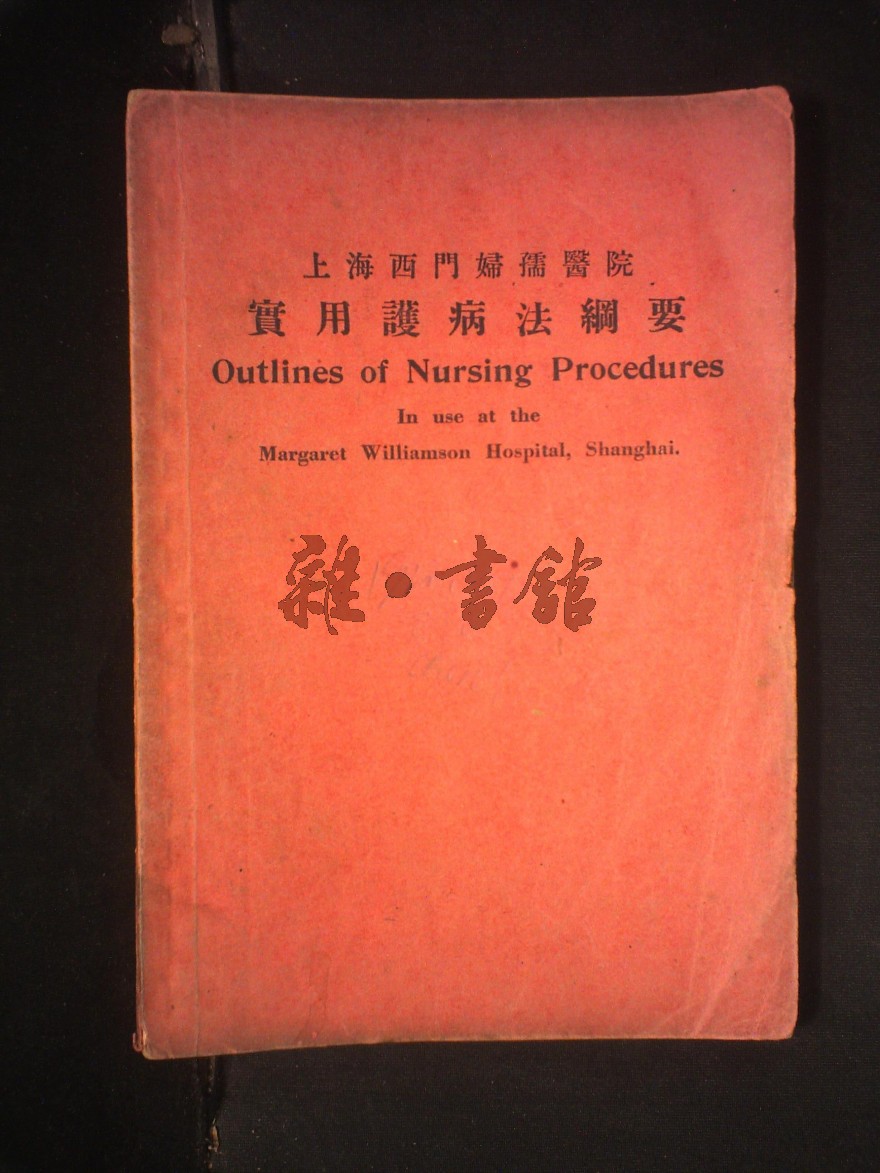 上海西門婦孺醫院
實用護病法綱要
Outlines of Nursing Procedures
In use at the
Margaret Williamson Hospital, Shanghai.
雜·書館